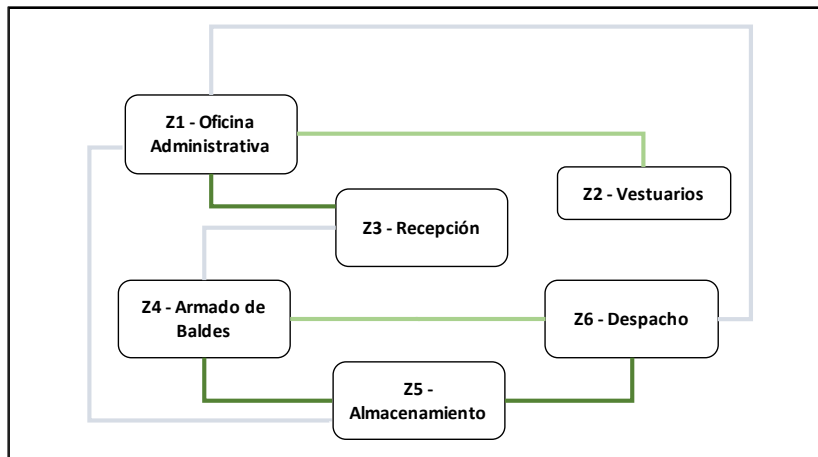 Z1 - Oficina
Administrativa
Z2 - Vestuarios
Z3 - Recepción
Z4 - Armado de
Baldes
Z6 - Despacho
Z5 -
Almacenamiento